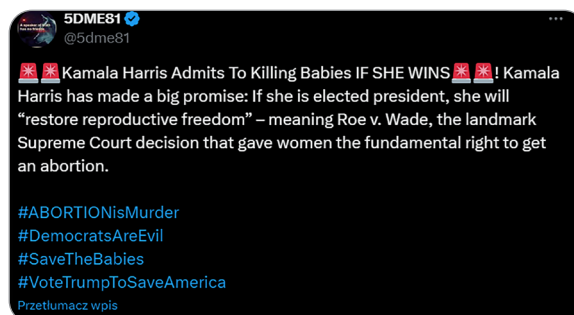 5DME81
@5dme81
🚨🚨Kamala Harris Admits To Killing Babies IF SHE WINS🚨🚨! Kamala
Harris has made a big promise: If she is elected president, she will
“restore reproductive freedom” – meaning Roe v. Wade, the landmark
Supreme Court decision that gave women the fundamental right to get
an abortion.
#ABORTIONisMurder
#DemocratsAreEvil
#SaveTheBabies
#VoteTrumpToSaveAmerica
Przetłumacz wpis